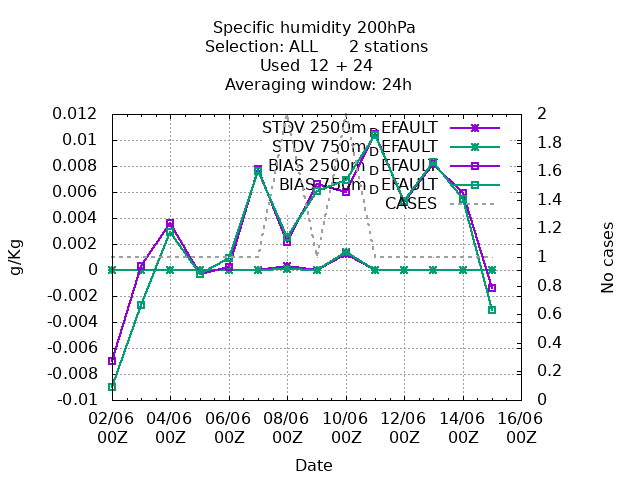 Specific humidity 200hPa
Selection: ALL 2 stations
Used 12 + 24
Averaging window: 24h
0.012
0.01
0.008
0.006
0.004
0.002
0
-0.002
-0.004
-0.006
-0.008
-0.01
g/Kg
STDV 2500m_DEFAULT
STDV 750m_DEFAULT
BIAS 2500m_DEFAULT
BIAS 750m_DEFAULT
CASES
2
1.8
1.6
1.4
1.2
1
0.8
0.6
0.4
0.2
0
No cases
02/06 04/06 06/06 08/06 10/06 12/06 14/06 16/06
00Z 00Z 00Z 00Z 00Z 00Z 00Z 00Z
Date